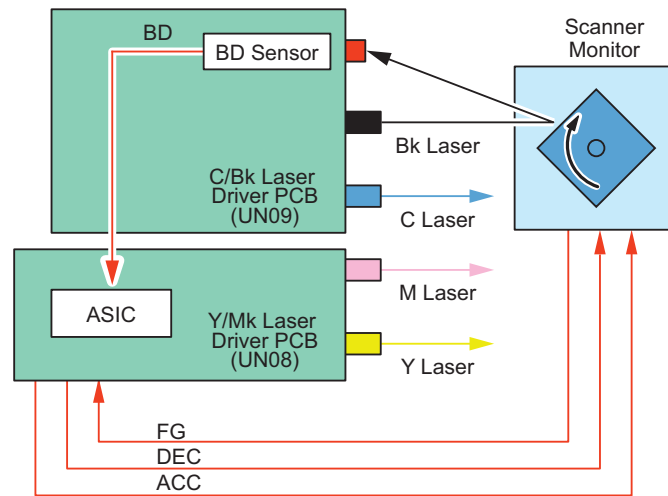 BD
BD Sensor
Scanner
Monitor
Bk Laser
C/Bk Laser
Driver PCB
(UN09)
C Laser
M Laser
ASIC
Y/Mk Laser
Driver PCB
(UN08)
Y Laser
FG
DEC
ACC